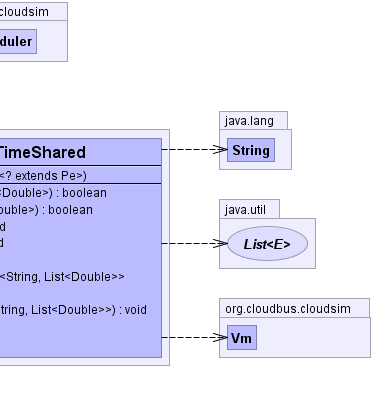 cloudsim
duler
java.lang
String
TimeShared
<? extends Pe>)
<Double>) : boolean
ouble>) : boolean
d
d
<String, List<Double>>
tring, List<Double>>) : void
java.util
List<E>
org.cloudbus.cloudsim
Vm